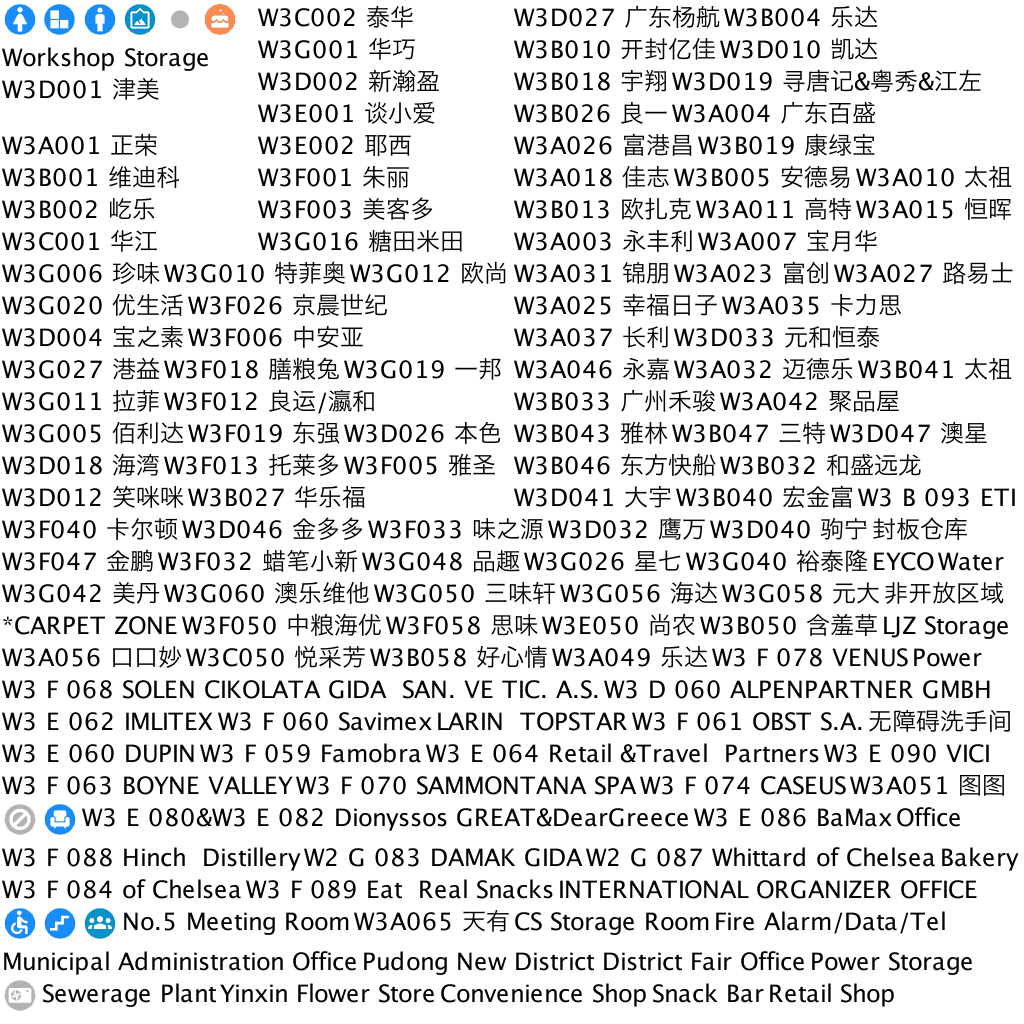 W3C002 泰华
W3D027 广东杨航 W3B004 乐达
Workshop Storage
W3G001 华巧
W3B010 开封亿佳 W3D010 凯达
W3D001 津美
W3D002 新瀚盈
W3B018 宇翔 W3D019 寻唐记&粤秀&江左
W3E001 谈小爱
W3B026 良一 W3A004 广东百盛
W3A001 正荣
W3E002 耶西
W3A026 富港昌 W3B019 康绿宝
W3B001 维迪科
W3F001 朱丽
W3A018 佳志 W3B005 安德易 W3A010 太祖
W3B002 屹乐
W3F003 美客多
W3B013 欧扎克 W3A011 高特 W3A015 恒晖
W3C001 华江
W3G016 糖田米田
W3A003 永丰利 W3A007 宝月华
W3G006 珍味 W3G010 特菲奥 W3G012 欧尚 W3A031 锦朋 W3A023 富创 W3A027 路易士
W3G020 优生活 W3F026 京晨世纪 W3A025 幸福日子 W3A035 卡力思
W3D004 宝之素 W3F006 中安亚 W3A037 长利 W3D033 元和恒泰
W3G027 港益 W3F018 膳粮兔 W3G019 一邦 W3A046 永嘉 W3A032 迈德乐 W3B041 太祖
W3G011 拉菲 W3F012 良运/瀛和 W3B033 广州禾骏 W3A042 聚品屋
W3G005 佰利达 W3F019 东强 W3D026 本色 W3B043 雅林 W3B047 三特 W3D047 澳星
W3D018 海湾 W3F013 托莱多 W3F005 雅圣 W3B046 东方快船 W3B032 和盛远龙
W3D012 笑咪咪 W3B027 华乐福 W3D041 大宇 W3B040 宏金富 W3 B 093 ETI
W3F040 卡尔顿 W3D046 金多多 W3F033 味之源 W3D032 鹰万 W3D040 驹宁 封板仓库
W3F047 金鹏 W3F032 蜡笔小新 W3G048 品趣 W3G026 星七 W3G040 裕泰隆 EYCO Water
W3G042 美丹 W3G060 澳乐维他 W3G050 三味轩 W3G056 海达 W3G058 元大 非开放区域
*CARPET ZONE W3F050 中粮海优 W3F058 思味 W3E050 尚农 W3B050 含羞草 LJZ Storage
W3A056 口口妙 W3C050 悦采芳 W3B058 好心情 W3A049 乐达 W3 F 078 VENUS Power
W3 F 068 SOLEN CIKOLATA GIDA SAN. VE TIC. A.S. W3 D 060 ALPENPARTNER GMBH
W3 E 062 IMLITEX W3 F 060 Savimex LARIN TOPSTAR W3 F 061 OBST S.A. 无障碍洗手间
W3 E 060 DUPIN W3 F 059 Famobra W3 E 064 Retail &Travel Partners W3 E 090 VICI
W3 F 063 BOYNE VALLEY W3 F 070 SAMMONTANA SPA W3 F 074 CASEUS W3A051 图图
W3 E 080&W3 E 082 Dionyssos GREAT&DearGreece W3 E 086 BaMax Office
W3 F 088 Hinch Distillery W2 G 083 DAMAK GIDA W2 G 087 Whittard of Chelsea Bakery
W3 F 084 of Chelsea W3 F 089 Eat Real Snacks INTERNATIONAL ORGANIZER OFFICE
No.5 Meeting Room W3A065 天有 CS Storage Room Fire Alarm/Data/Tel
Municipal Administration Office Pudong New District District Fair Office Power Storage
Sewerage Plant Yinxin Flower Store Convenience Shop Snack Bar Retail Shop